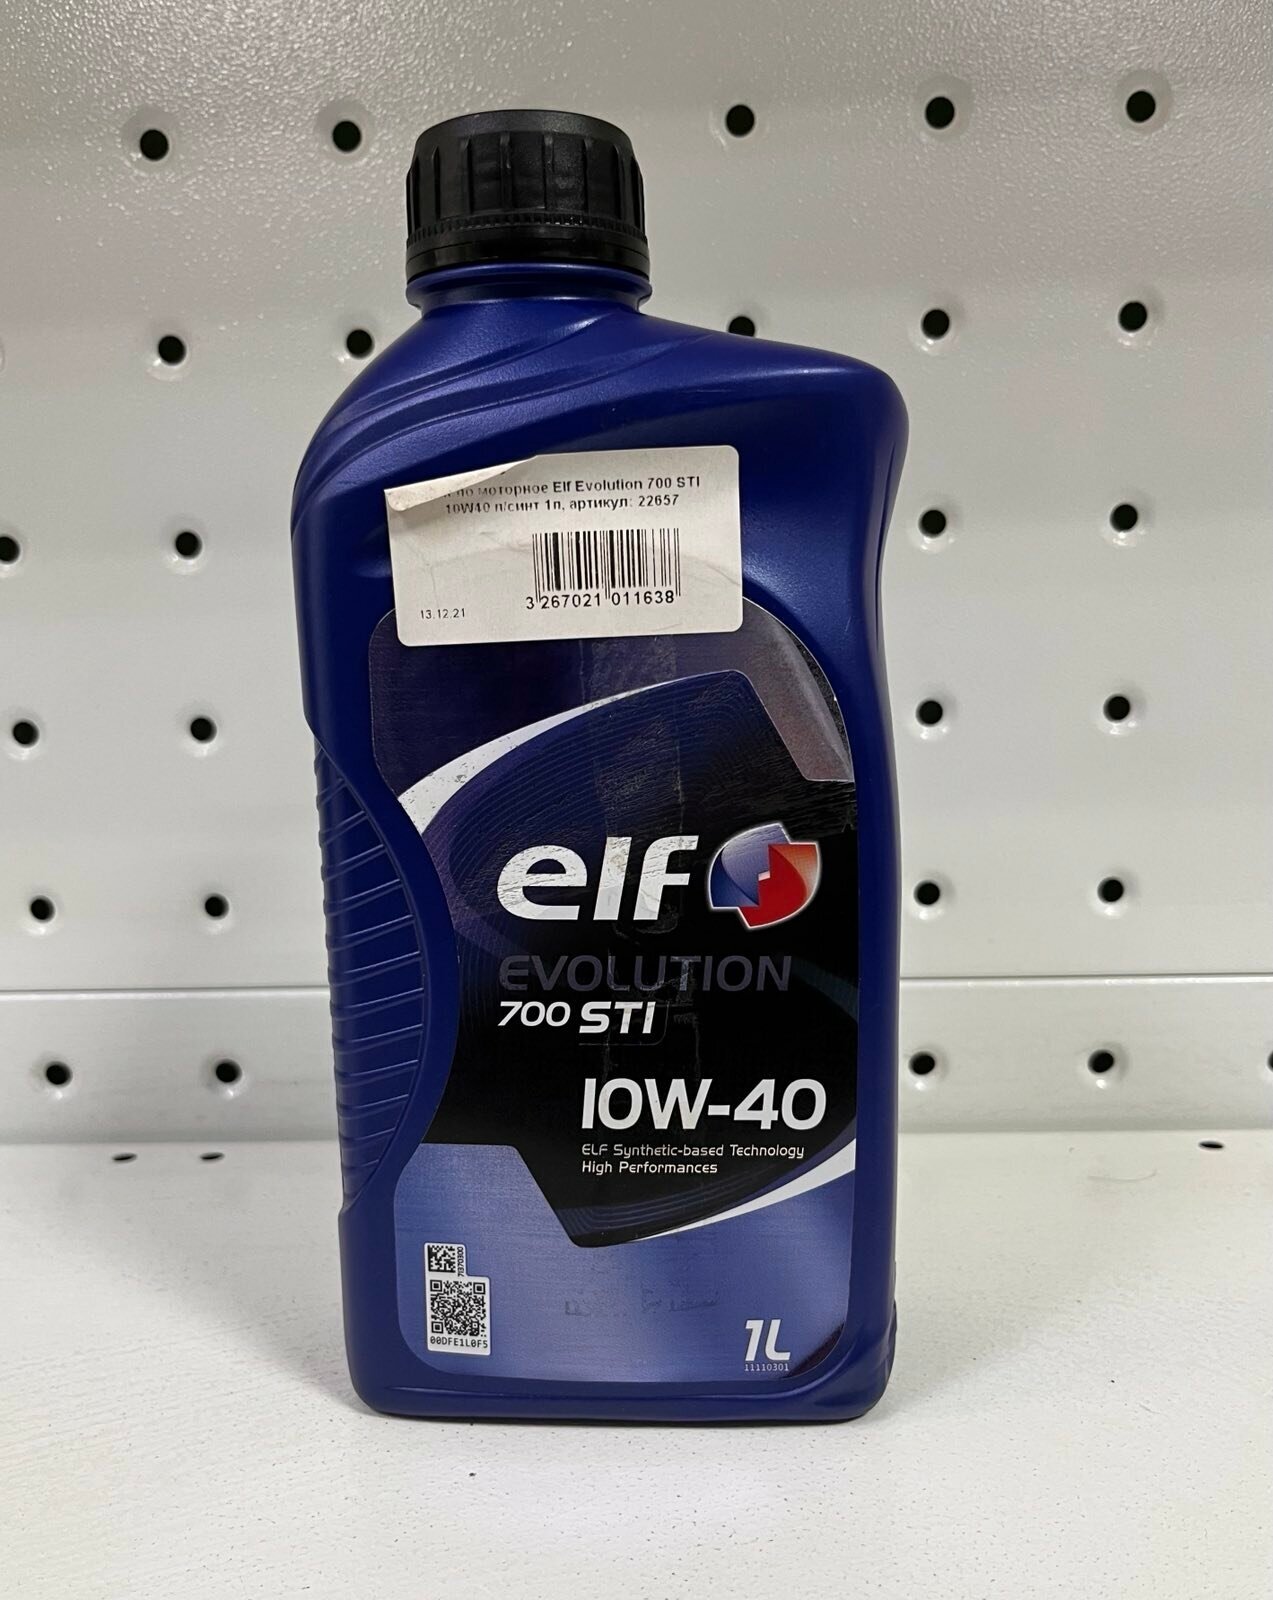 моторное Elf Evolution 700 STI
10W40 п/синт 1л, артикул: 22657
13.12.21
3 267021 011638
elf
EVOLUTION
700 STI
10W-40
ELF Synthetic-based Technology
High Performances
71370300
00DFE1L0F5
1L
11110301